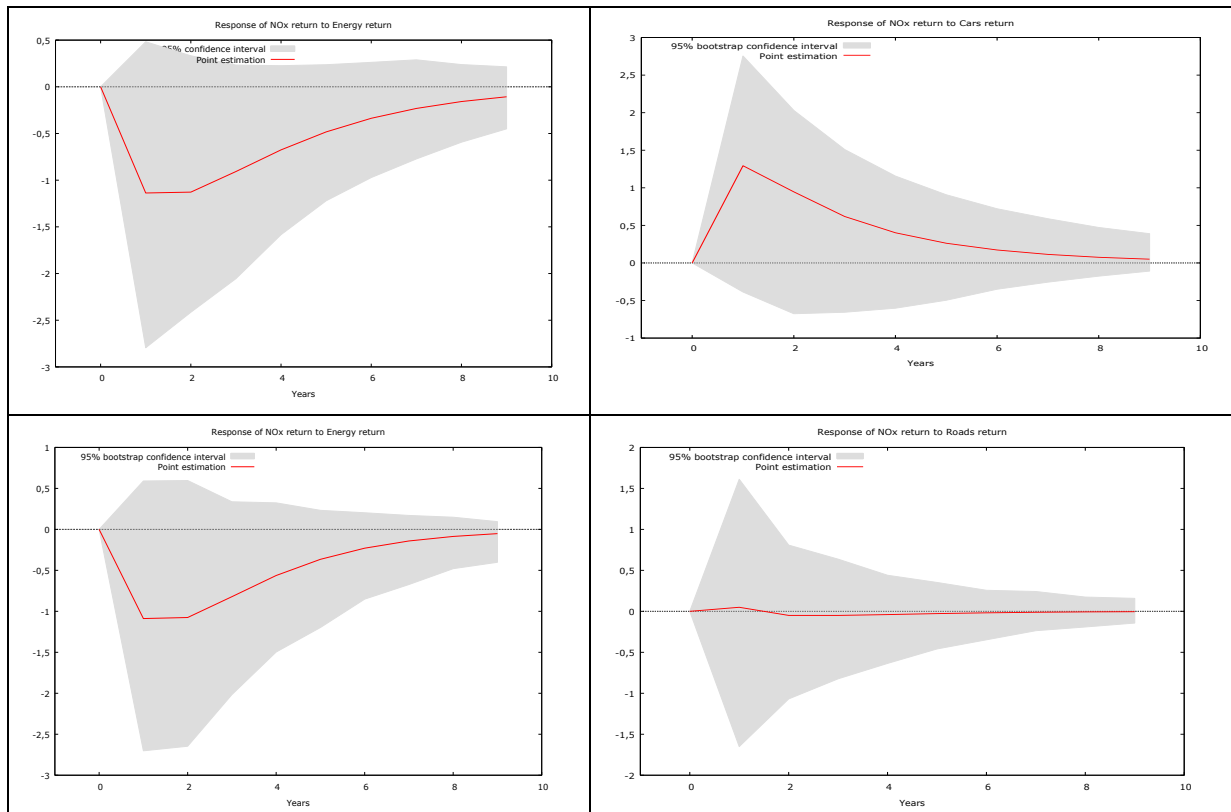 Response of NOx return to Energy return
95% confidence interval
Point estimation
0,5
0
-0,5
-1
-1,5
-2
-2,5
-3
0 2 4 6 8 10
Years
Response of NOx return to Cars return
95% bootstrap confidence interval
Point estimation
3
2,5
2
1,5
1
0,5
0
-0,5
-1
0 2 4 6 8 10
Years
Response of NOx return to Energy return
95% bootstrap confidence interval
Point estimation
1
0,5
0
-0,5
-1
-1,5
-2
-2,5
-3
0 2 4 6 8 10
Years
Response of NOx return to Roads return
95% bootstrap confidence interval
Point estimation
2
1,5
1
0,5
0
-0,5
-1
-1,5
-2
0 2 4 6 8 10
Years